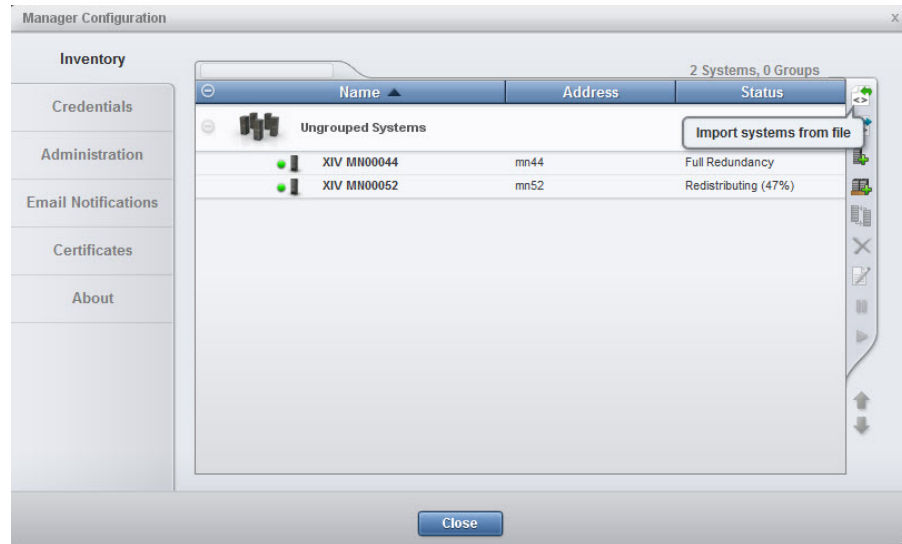 Manager Configuration
x
Inventory
Credentials
Administration
Email Notifications
Certificates
About
2 Systems, 0 Groups
Name Address Status
Ungrouped Systems
Import systems from file
XIV MN00044 mn44 Full Redundancy
XIV MN00052 mn52 Redistributing (47%)
Close